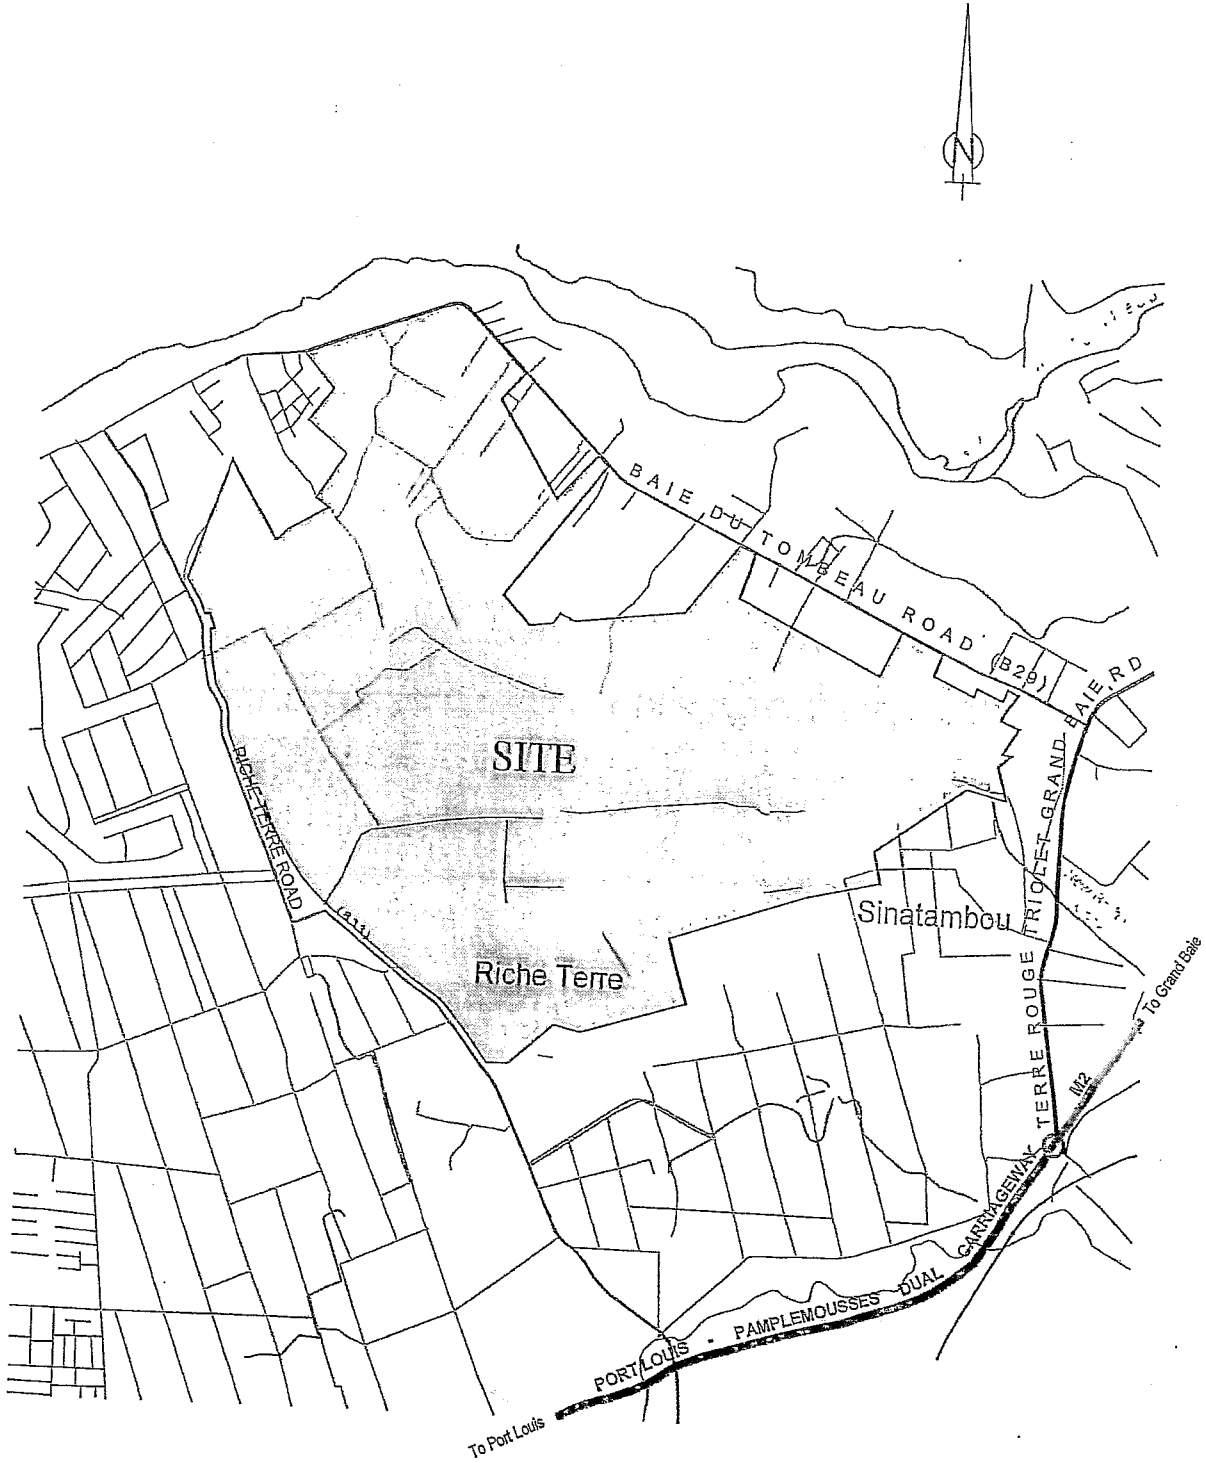 N
BAIE DU TOMBEAU ROAD (B29)
TERRE ROUGE TRIOLET GRAND BAIE RD
SITE
RICHE TERRE ROAD
Sinatambou
Riche Terre
To Grand Baie
M2
PORT LOUIS - PAMPLEMOUSSES DUAL CARRIAGEWAY
To Port Louis